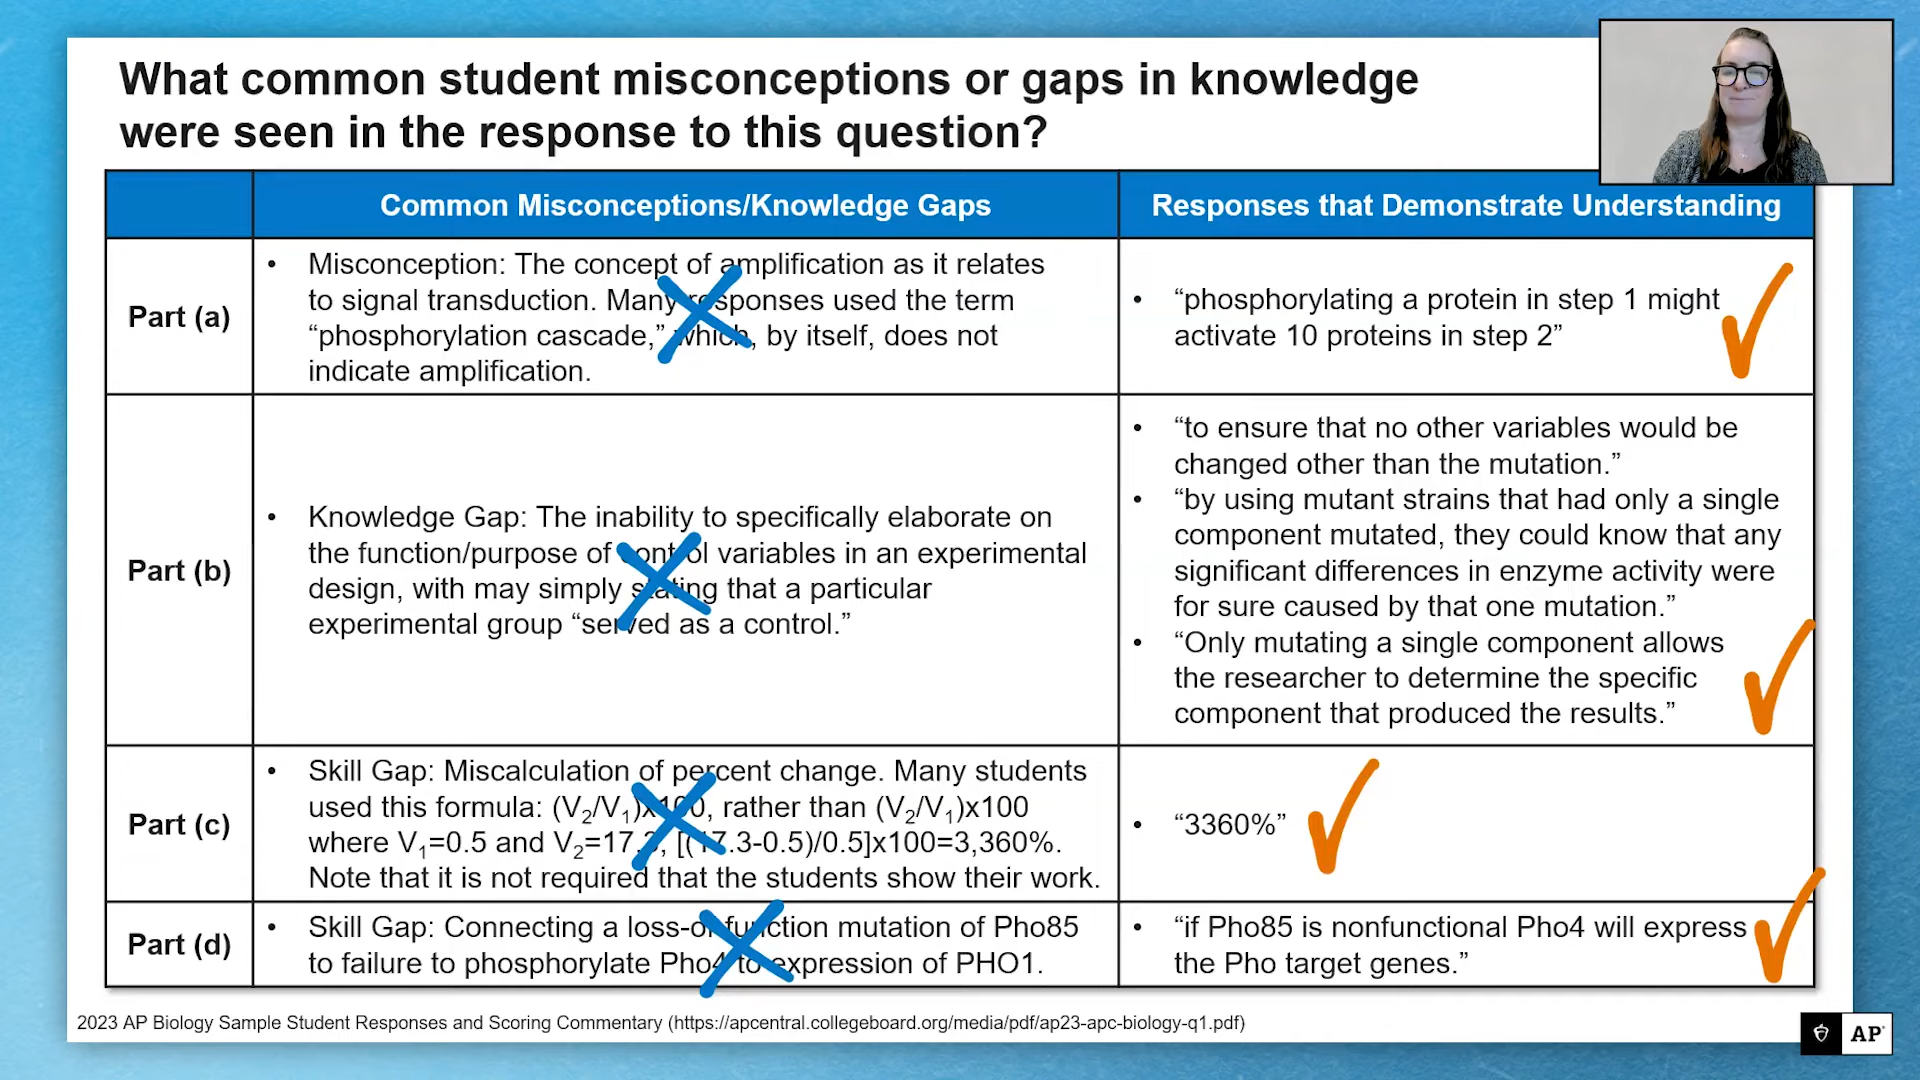 What common student misconceptions or gaps in knowledge
were seen in the response to this question?
Common Misconceptions/Knowledge Gaps
Responses that Demonstrate Understanding
Part (a)
• Misconception: The concept of amplification as it relates
to signal transduction. Many responses used the term
“phosphorylation cascade,” which, by itself, does not
indicate amplification.
• “phosphorylating a protein in step 1 might
activate 10 proteins in step 2”
Part (b)
• Knowledge Gap: The inability to specifically elaborate on
the function/purpose of control variables in an experimental
design, with may simply stating that a particular
experimental group “served as a control.”
• “to ensure that no other variables would be
changed other than the mutation.”
• “by using mutant strains that had only a single
component mutated, they could know that any
significant differences in enzyme activity were
for sure caused by that one mutation.”
• “Only mutating a single component allows
the researcher to determine the specific
component that produced the results.”
Part (c)
• Skill Gap: Miscalculation of percent change. Many students
used this formula: (V₂/V₁)x100, rather than (V₂/V₁)x100
where V₁=0.5 and V₂=17.3, [(17.3-0.5)/0.5]x100=3,360%.
Note that it is not required that the students show their work.
• “3360%”
Part (d)
• Skill Gap: Connecting a loss-of-function mutation of Pho85
to failure to phosphorylate Pho4 to expression of PHO1.
• “if Pho85 is nonfunctional Pho4 will express
the Pho target genes.”
2023 AP Biology Sample Student Responses and Scoring Commentary (https://apcentral.collegeboard.org/media/pdf/ap23-apc-biology-q1.pdf)
AP